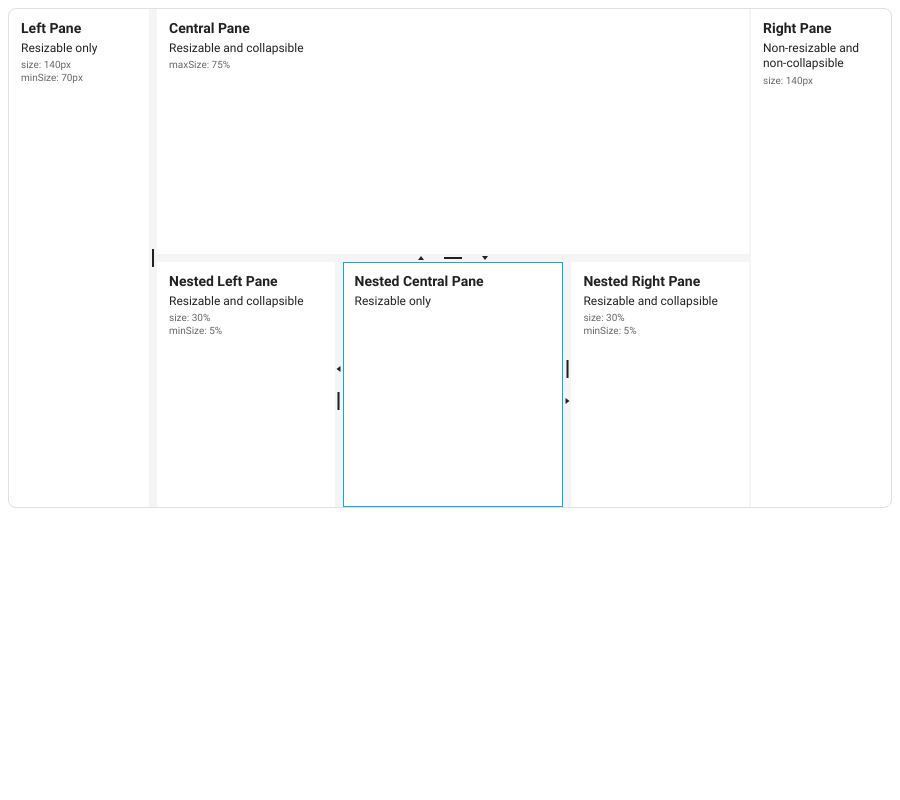 Left Pane
Resizable only
size: 140px
minSize: 70px
Central Pane
Resizable and collapsible
maxSize: 75%
Right Pane
Non-resizable and
non-collapsible
size: 140px
Nested Left Pane
Resizable and collapsible
size: 30%
minSize: 5%
Nested Central Pane
Resizable only
Nested Right Pane
Resizable and collapsible
size: 30%
minSize: 5%